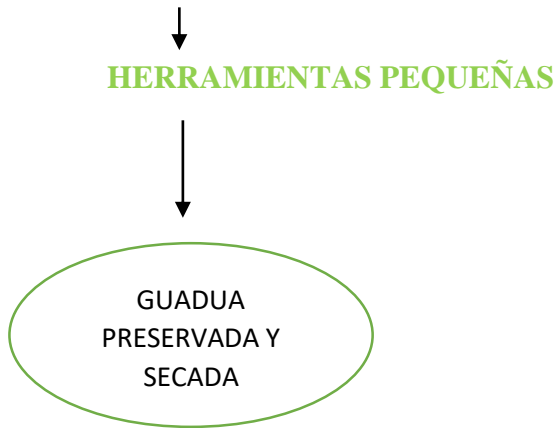 HERRAMIENTAS PEQUEÑAS
GUADUA
PRESERVADA Y
SECADA